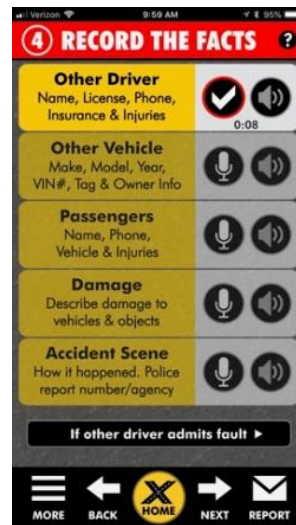 Verizon 9:59 AM 95%
4 RECORD THE FACTS ?
Other Driver
Name, License, Phone,
Insurance & Injuries
0:08
Other Vehicle
Make, Model, Year,
VIN#, Tag & Owner Info
Passengers
Name, Phone,
Vehicle & Injuries
Damage
Describe damage to
vehicles & objects
Accident Scene
How it happened. Police
report number/agency
If other driver admits fault ▸
X
MORE BACK HOME NEXT REPORT